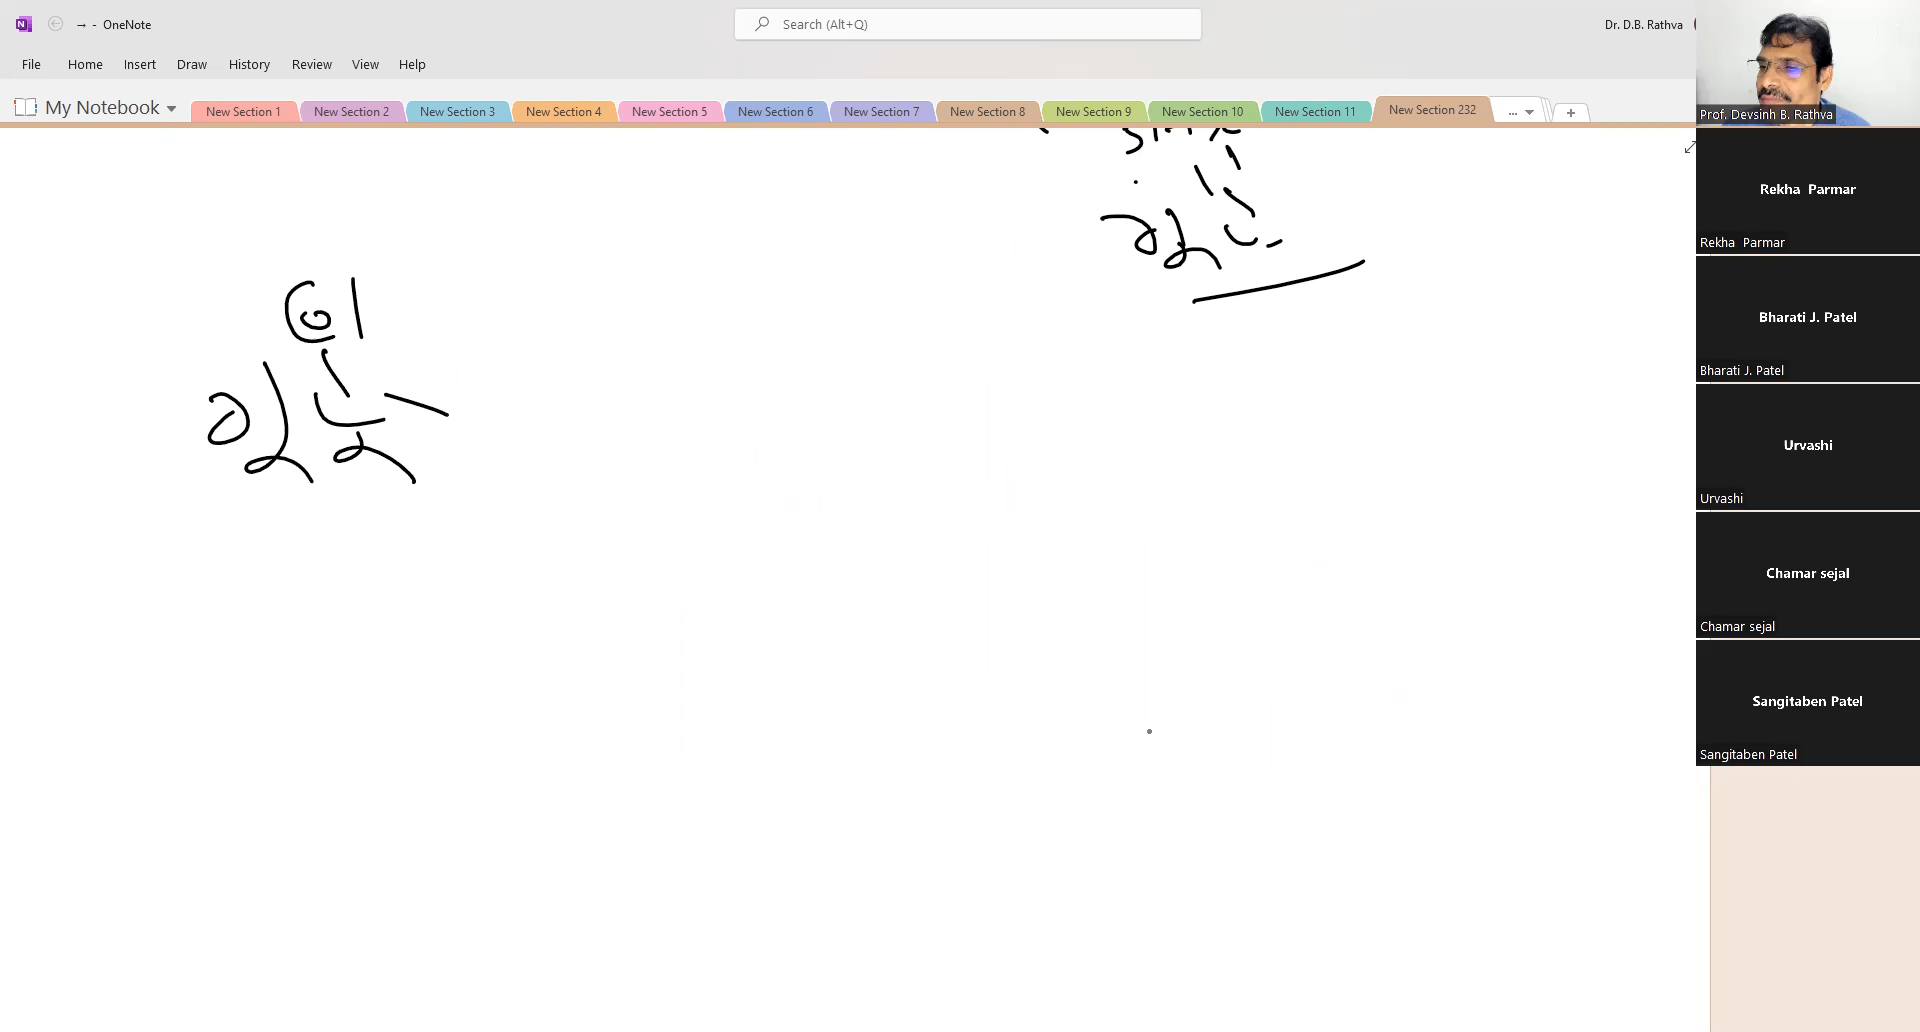 → - OneNote
Search (Alt+Q)
Dr. D.B. Rathva
File Home Insert Draw History Review View Help
My Notebook
New Section 1 New Section 2 New Section 3 New Section 4 New Section 5 New Section 6 New Section 7 New Section 8 New Section 9 New Section 10 New Section 11 New Section 232 ...
Prof. Devsinh B. Rathva
Rekha Parmar
Rekha Parmar
Bharati J. Patel
Bharati J. Patel
Urvashi
Urvashi
Chamar sejal
Chamar sejal
Sangitaben Patel
Sangitaben Patel